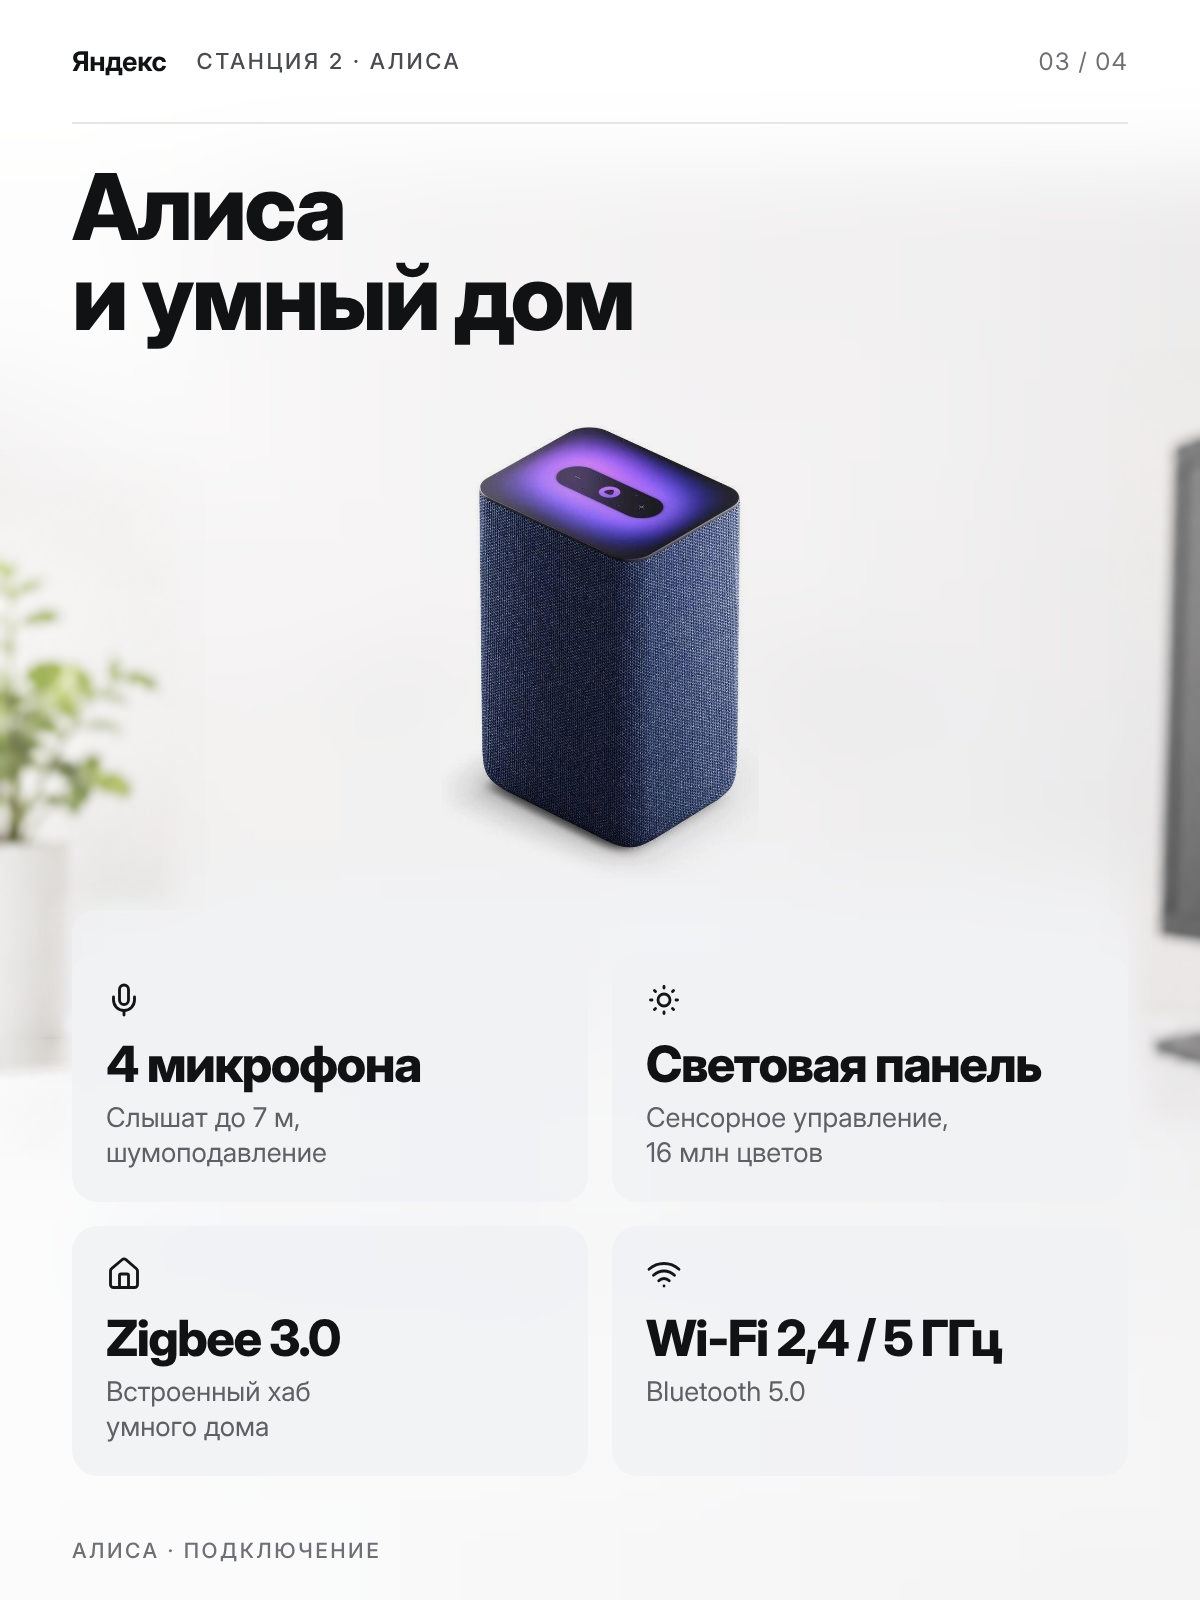 Яндекс СТАНЦИЯ 2 · АЛИСА 03 / 04
Алиса
и умный дом
4 микрофона
Слышат до 7 м,
шумоподавление
Световая панель
Сенсорное управление,
16 млн цветов
Zigbee 3.0
Встроенный хаб
умного дома
Wi-Fi 2,4 / 5 ГГц
Bluetooth 5.0
АЛИСА · ПОДКЛЮЧЕНИЕ